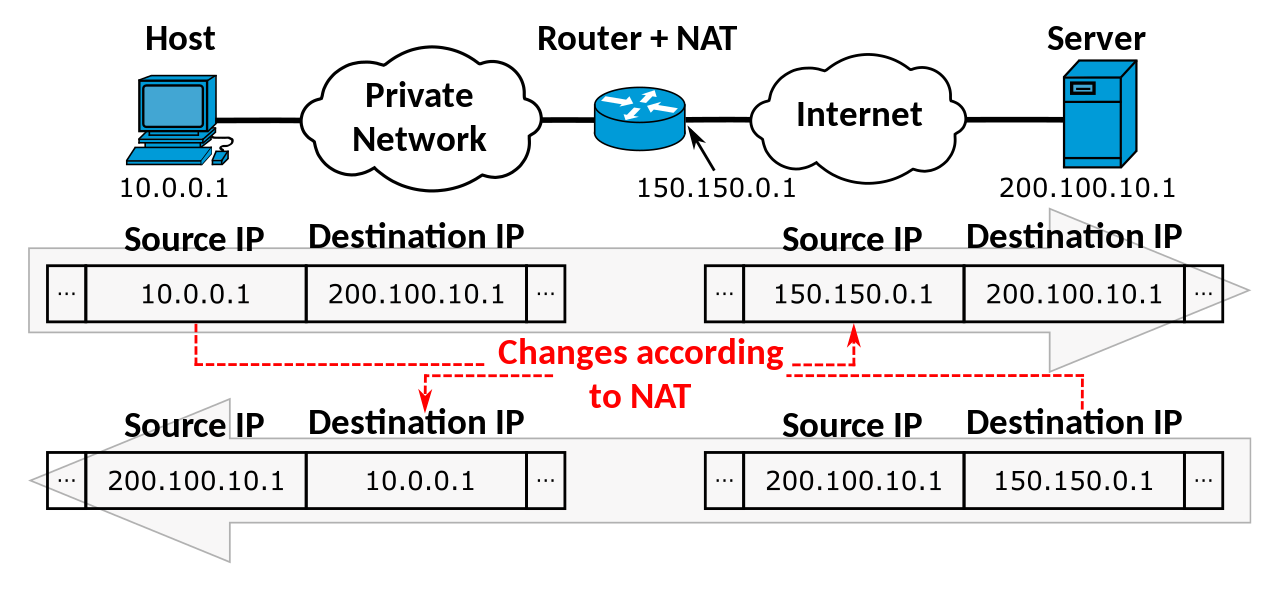 Host
Router + NAT
Server
Private
Network
Internet
10.0.0.1
150.150.0.1
200.100.10.1
Source IP Destination IP Source IP Destination IP
... 10.0.0.1 200.100.10.1 ... ... 150.150.0.1 200.100.10.1 ...
Changes according
to NAT
Source IP Destination IP Source IP Destination IP
... 200.100.10.1 10.0.0.1 ... ... 200.100.10.1 150.150.0.1 ...